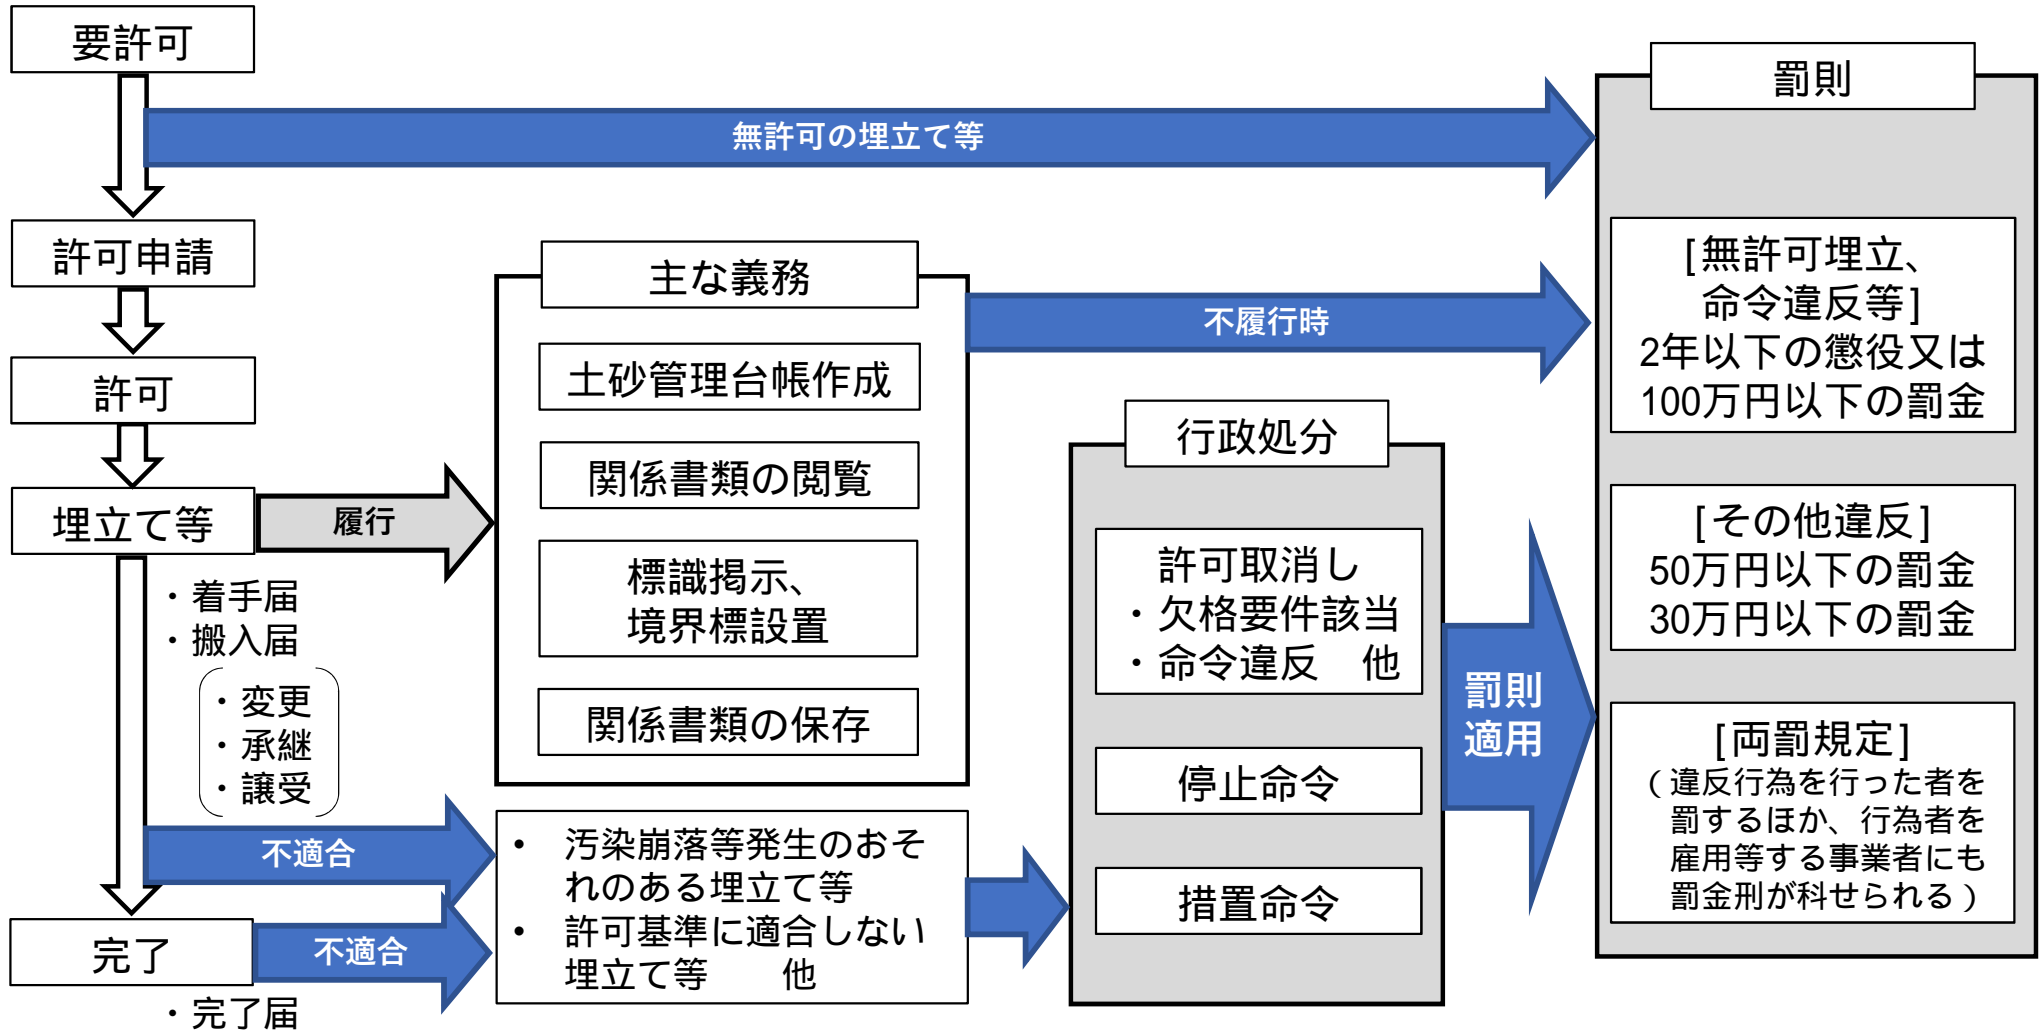 要許可
無許可の埋立て等
許可申請
許可
埋立て等
履行
・着手届
・搬入届
・変更
・承継
・譲受
不適合
完了
不適合
・完了届
主な義務
土砂管理台帳作成
関係書類の閲覧
標識掲示、
境界標設置
関係書類の保存
不履行時
• 汚染崩落等発生のおそ
れのある埋立て等
• 許可基準に適合しない
埋立て等　　他
行政処分
許可取消し
・欠格要件該当
・命令違反　他
停止命令
措置命令
罰則
適用
罰則
[無許可埋立、
命令違反等]
2年以下の懲役又は
100万円以下の罰金
[その他違反]
50万円以下の罰金
30万円以下の罰金
[両罰規定]
（違反行為を行った者を
罰するほか、行為者を
雇用等する事業者にも
罰金刑が科せられる）